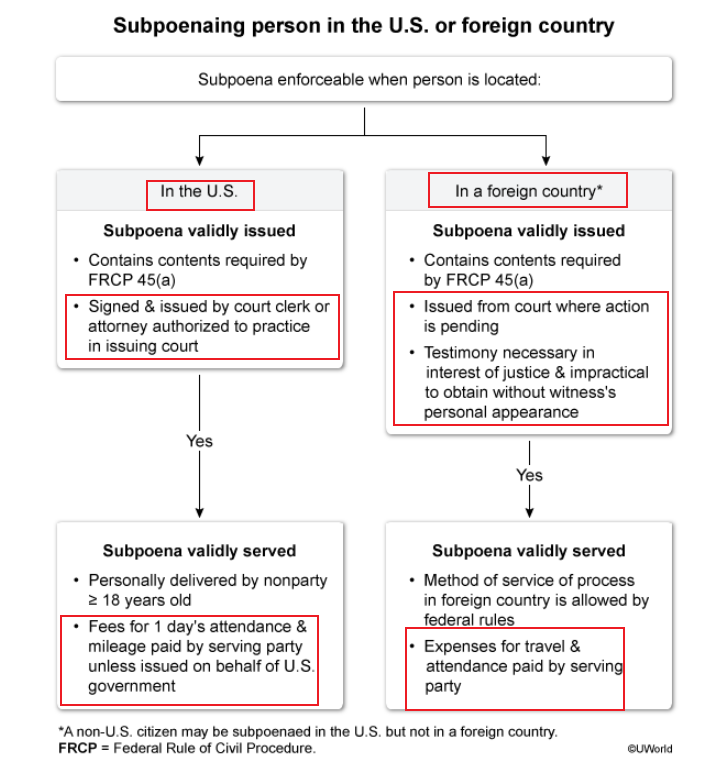 Subpoenaing person in the U.S. or foreign country
Subpoena enforceable when person is located:
In the U.S.
Subpoena validly issued
• Contains contents required by
FRCP 45(a)
• Signed & issued by court clerk or
attorney authorized to practice
in issuing court
Yes
Subpoena validly served
• Personally delivered by nonparty
≥ 18 years old
• Fees for 1 day's attendance &
mileage paid by serving party
unless issued on behalf of U.S.
government
In a foreign country*
Subpoena validly issued
• Contains contents required
by FRCP 45(a)
• Issued from court where action
is pending
• Testimony necessary in
interest of justice & impractical
to obtain without witness's
personal appearance
Yes
Subpoena validly served
• Method of service of process
in foreign country is allowed by
federal rules
• Expenses for travel &
attendance paid by serving
party
*A non-U.S. citizen may be subpoenaed in the U.S. but not in a foreign country.
FRCP = Federal Rule of Civil Procedure.
©UWorld